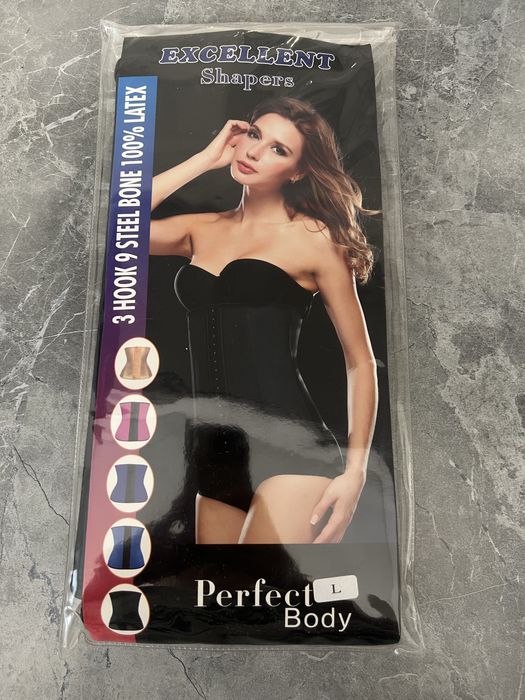 EXCELLENT
Shapers
3 HOOK 9 STEEL BONE 100% LATEX
Perfect
L
Body